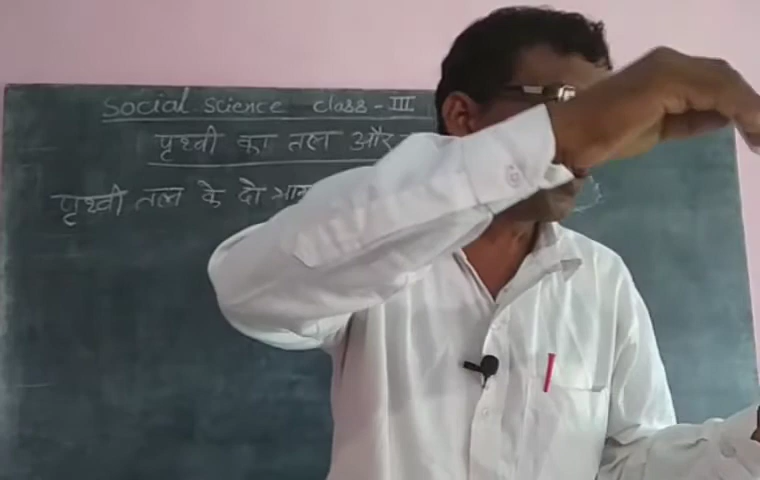 Social science class - III
पृथ्वी का तल और
पृथ्वी तल के दो भाग